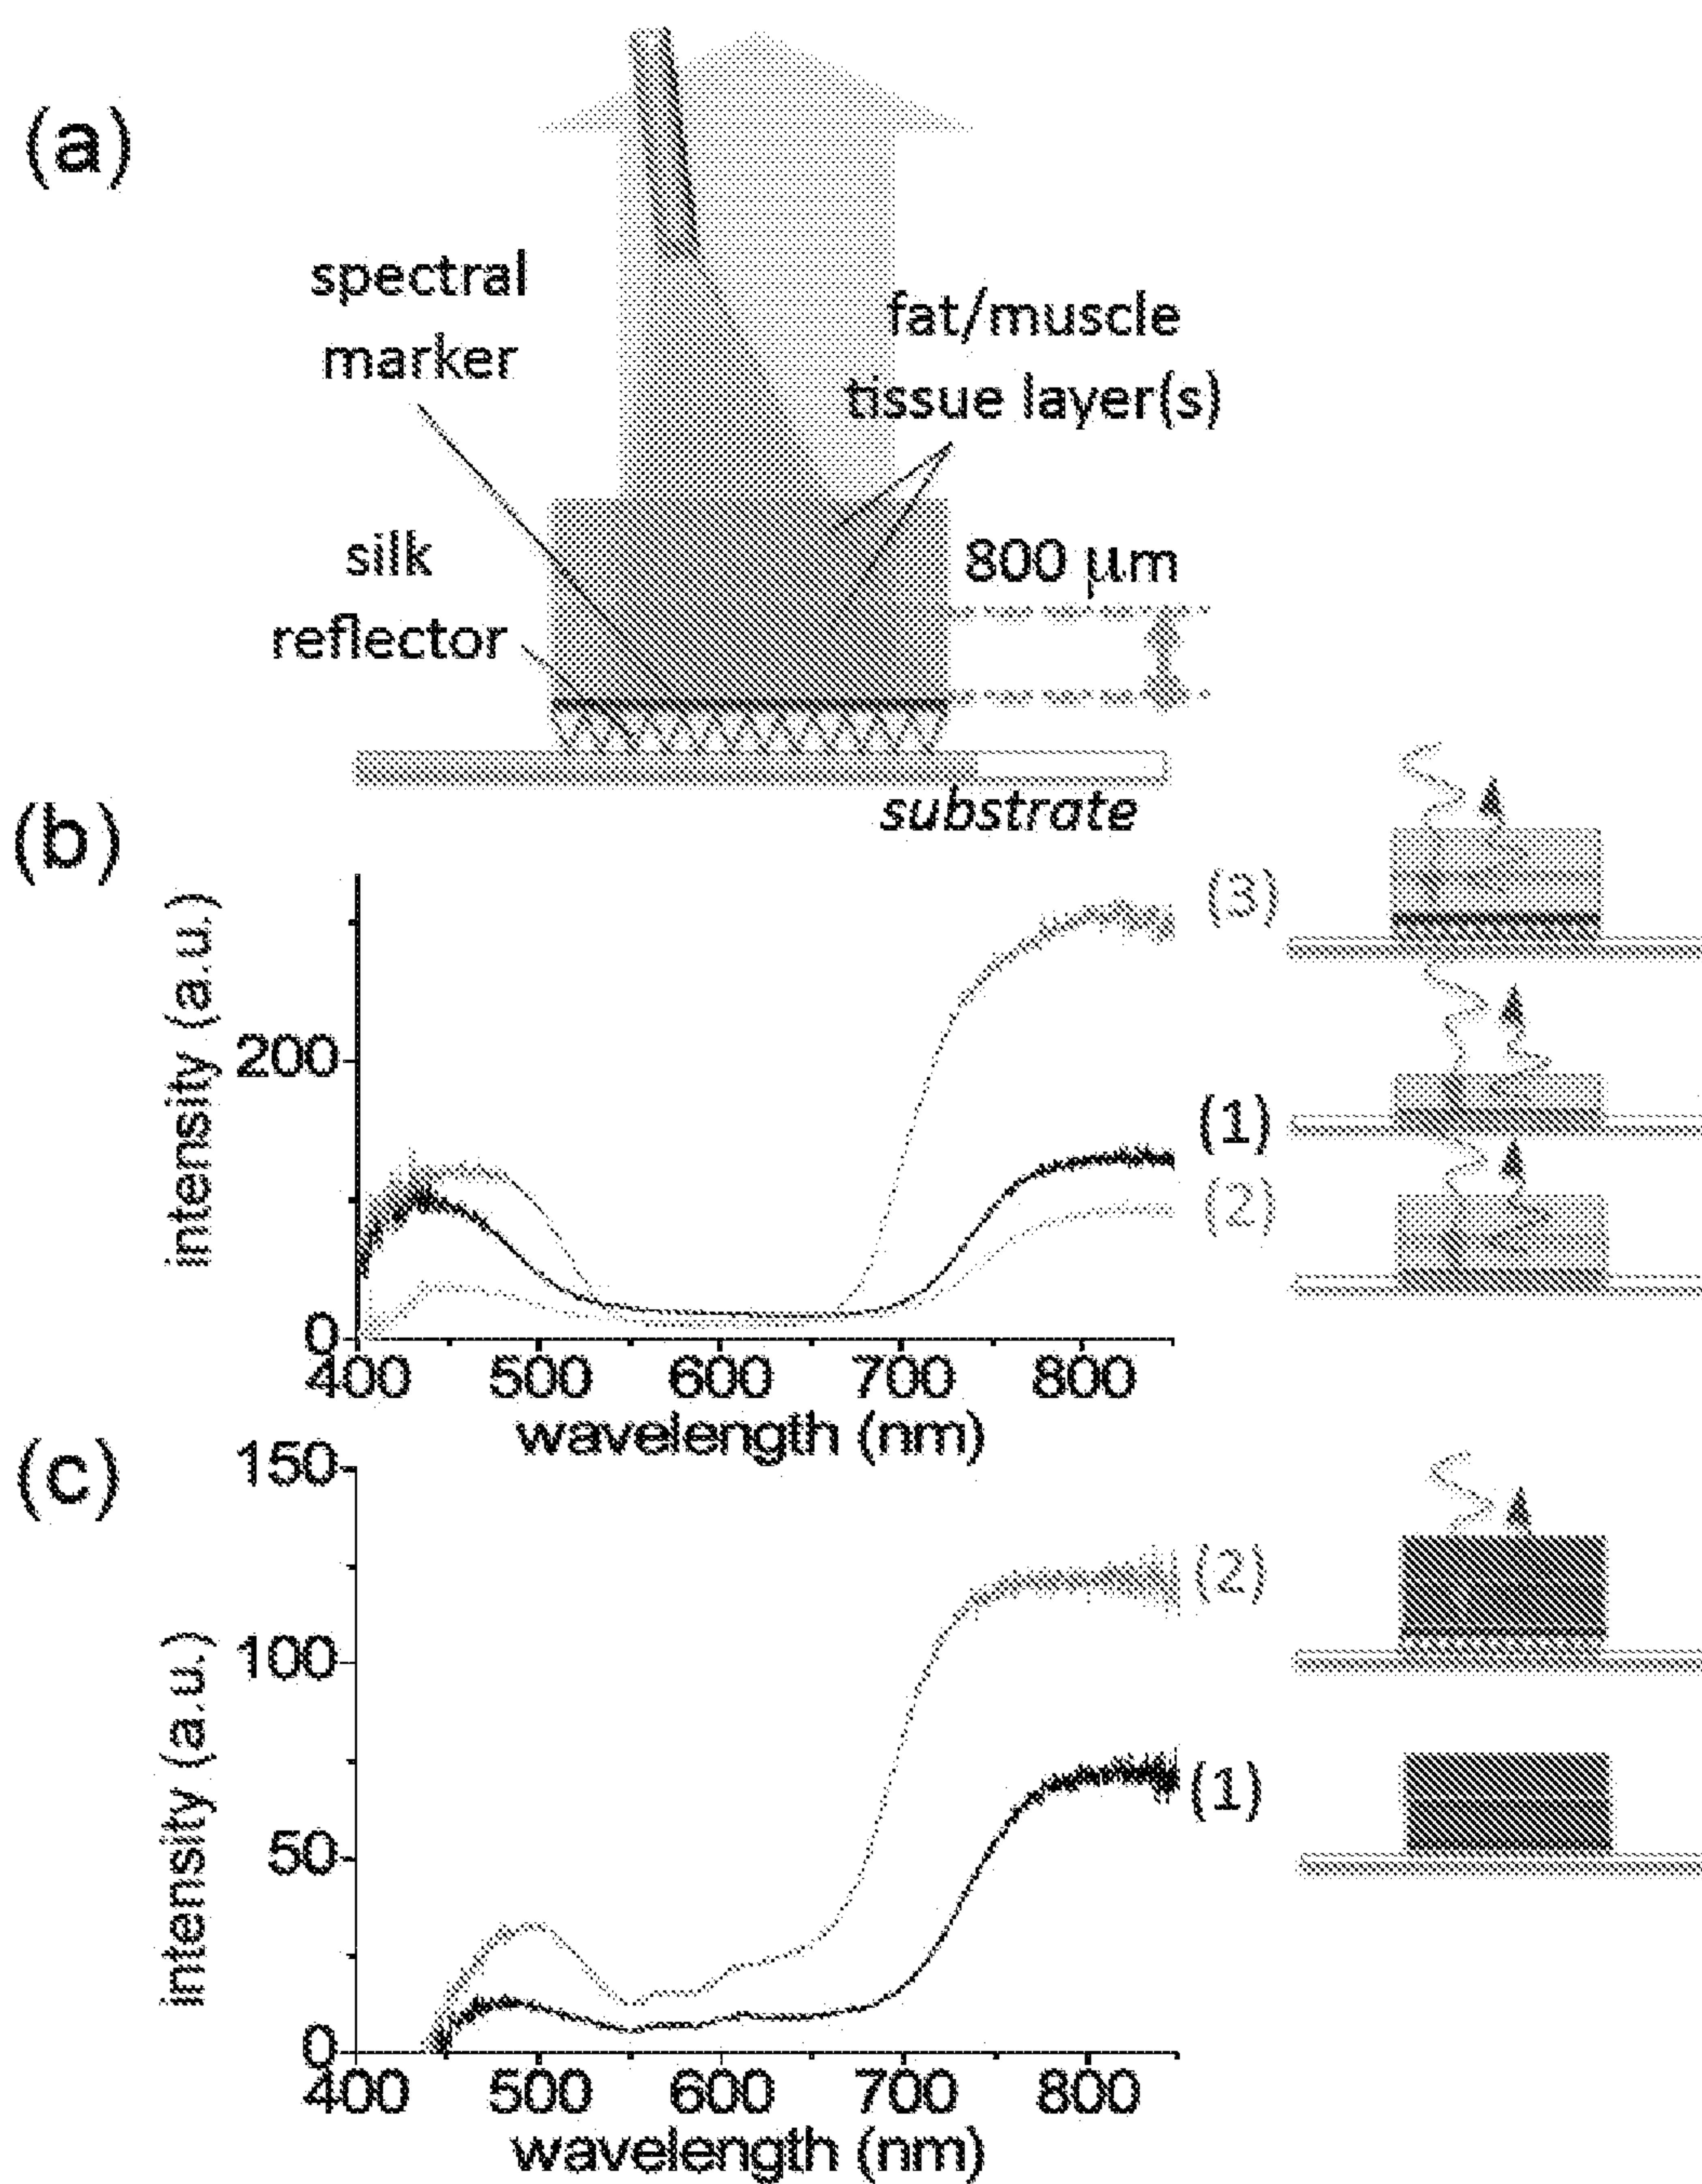 (a)
spectral
marker
fat/muscle
tissue layer(s)
silk
reflector
800 μm
substrate
(b)
intensity (a.u.)
200
0
400 500 600 700 800
wavelength (nm)
(3)
(1)
(2)
(c)
intensity (a.u.)
150
100
50
0
400 500 600 700 800
wavelength (nm)
(2)
(1)